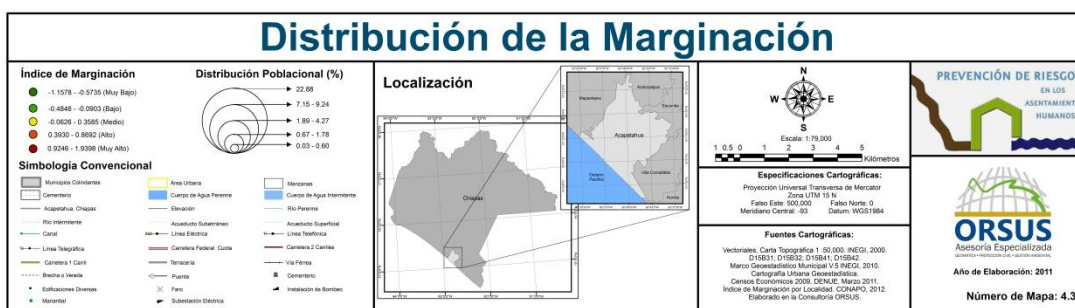 Distribución de la Marginación
Índice de Marginación
-1.1578 - -0.5735 (Muy Bajo)
-0.4846 - -0.0903 (Bajo)
-0.0626 - 0.3585 (Medio)
0.3930 - 0.8692 (Alto)
0.9246 - 1.9398 (Muy Alto)
Distribución Poblacional (%)
22.88
7.15 - 9.24
1.89 - 4.27
0.67 - 1.78
0.03 - 0.60
Simbología Convencional
Municipios Colindantes
Cementerio
Acapetahua, Chiapas
Río Intermitente
Canal
Línea Telegráfica
Carretera 1 Carril
Brecha o Vereda
Edificaciones Diversas
Manantial
Área Urbana
Cuerpo de Agua Perenne
Elevación
Acueducto Subterráneo
Línea Eléctrica
Carretera Federal Cuota
Terracería
Puente
Faro
Subestación Eléctrica
Manzanas
Cuerpo de Agua Intermitente
Río Perenne
Acueducto Superficial
Línea Telefónica
Carretera 2 Carriles
Vía Férrea
Cementerio
Instalación de Bombeo
Localización
Chiapas
Mapastepec
Acacoyagua
Escuintla
Acapetahua
Océano
Pacífico
Villa Comaltitlán
Huixtla
N
W
E
S
Escala: 1:79,000
1 0.5 0 1 2 3 4 5
Kilómetros
Especificaciones Cartográficas:
Proyección Universal Transversa de Mercator
Zona UTM 15 N
Falso Este: 500,000 Falso Norte: 0
Meridiano Central: -93 Datum: WGS1984
Fuentes Cartográficas:
Vectoriales, Carta Topográfica 1 :50,000. INEGI, 2000.
D15B31; D15B32; D15B41; D15B42.
Marco Geoestadístico Municipal V.5 INEGI, 2010.
Cartografía Urbana Geoestadística.
Censos Económicos 2009, DENUE. Marzo 2011.
Índice de Marginación por Localidad. CONAPO, 2012.
Elaborado en la Consultoría ORSUS.
PREVENCIÓN DE RIESGO
EN LOS
ASENTAMIENT
HUMANOS
ORSUS
Asesoría Especializada
Año de Elaboración: 2011
Número de Mapa: 4.3